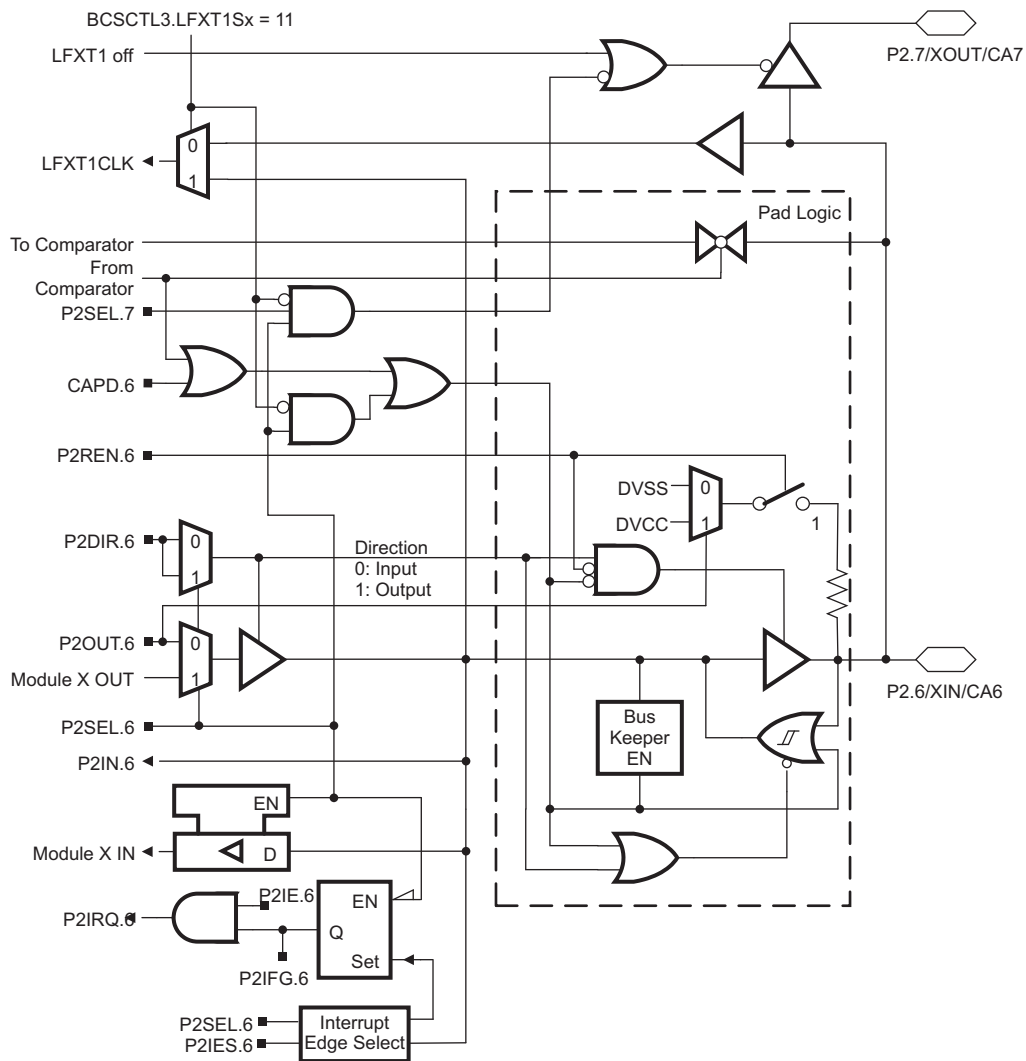 BCSCTL3.LFXT1Sx = 11
LFXT1 off
P2.7/XOUT/CA7
0
LFXT1CLK
1
Pad Logic
To Comparator
From
Comparator
P2SEL.7
CAPD.6
P2REN.6
DVSS
0
DVCC
1
1
P2DIR.6
0
1
Direction
0: Input
1: Output
P2OUT.6
0
Module X OUT
1
P2.6/XIN/CA6
P2SEL.6
Bus
Keeper
EN
P2IN.6
EN
Module X IN
D
P2IE.6
EN
P2IRQ.6
Q
Set
P2IFG.6
P2SEL.6
P2IES.6
Interrupt
Edge Select